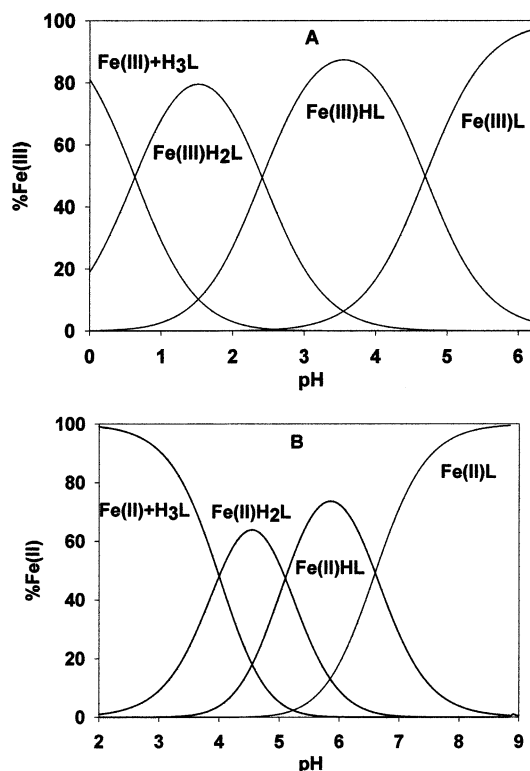 A
100
80
60
40
20
0
%Fe(III)
Fe(III)+H3L
Fe(III)H2L
Fe(III)HL
Fe(III)L
0 1 2 3 4 5 6
pH
B
100
80
60
40
20
0
%Fe(II)
Fe(II)+H3L
Fe(II)H2L
Fe(II)HL
Fe(II)L
2 3 4 5 6 7 8 9
pH